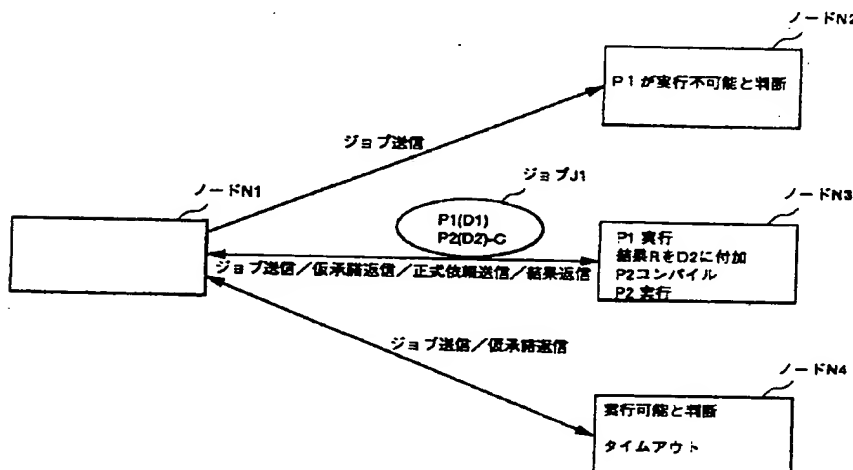 ノードN2
P1が実行不可能と判断
ジョブ送信
ノードN1
ジョブJ1
P1(D1)
P2(D2)-C
ノードN3
P1 実行
結果RをD2に付加
P2コンパイル
P2 実行
ジョブ送信/仮承諾返信/正式依頼送信/結果返信
ジョブ送信/仮承諾返信
ノードN4
実行可能と判断
タイムアウト